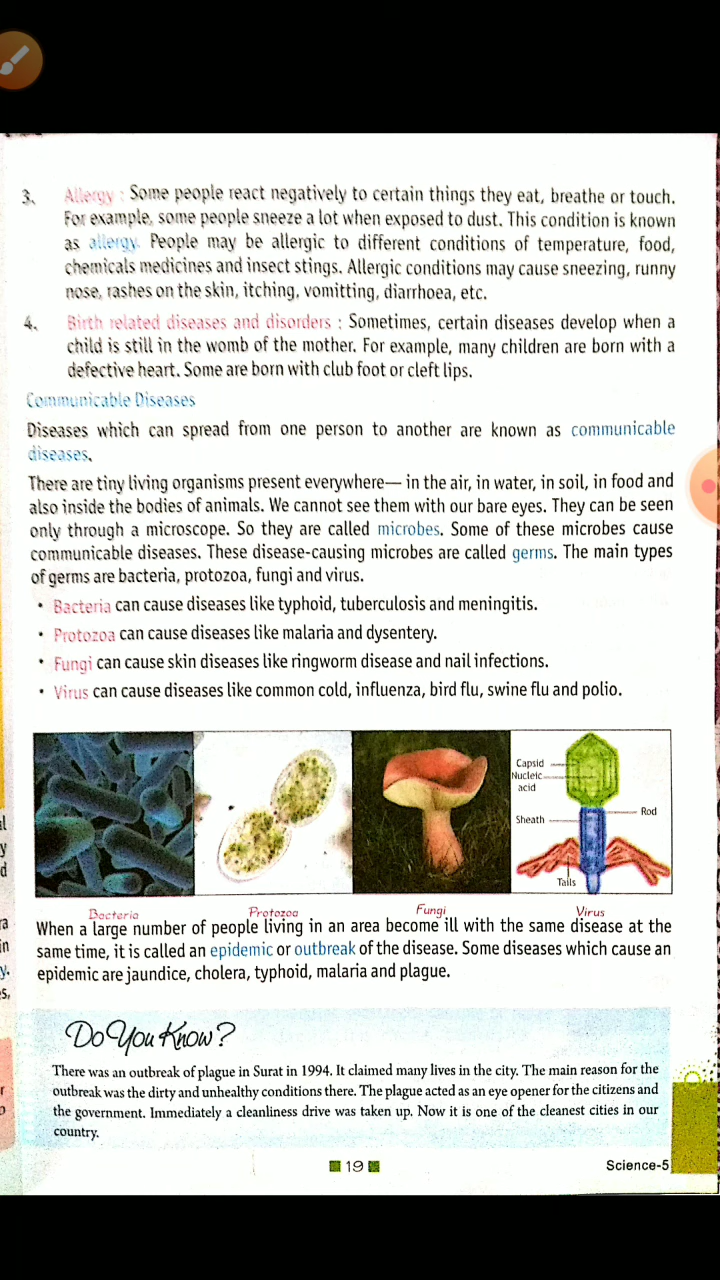 3. Allergy : Some people react negatively to certain things they eat, breathe or touch.
For example, some people sneeze a lot when exposed to dust. This condition is known
as allergy. People may be allergic to different conditions of temperature, food,
chemicals medicines and insect stings. Allergic conditions may cause sneezing, runny
nose, rashes on the skin, itching, vomitting, diarrhoea, etc.
4. Birth related diseases and disorders : Sometimes, certain diseases develop when a
child is still in the womb of the mother. For example, many children are born with a
defective heart. Some are born with club foot or cleft lips.
Communicable Diseases
Diseases which can spread from one person to another are known as communicable
diseases.
There are tiny living organisms present everywhere— in the air, in water, in soil, in food and
also inside the bodies of animals. We cannot see them with our bare eyes. They can be seen
only through a microscope. So they are called microbes. Some of these microbes cause
communicable diseases. These disease-causing microbes are called germs. The main types
of germs are bacteria, protozoa, fungi and virus.
• Bacteria can cause diseases like typhoid, tuberculosis and meningitis.
• Protozoa can cause diseases like malaria and dysentery.
• Fungi can cause skin diseases like ringworm disease and nail infections.
• Virus can cause diseases like common cold, influenza, bird flu, swine flu and polio.
Capsid
Nucleic
acid
Rod
Sheath
Tails
Bacteria Protozoa Fungi Virus
When a large number of people living in an area become ill with the same disease at the
same time, it is called an epidemic or outbreak of the disease. Some diseases which cause an
epidemic are jaundice, cholera, typhoid, malaria and plague.
Do You Know?
There was an outbreak of plague in Surat in 1994. It claimed many lives in the city. The main reason for the
outbreak was the dirty and unhealthy conditions there. The plague acted as an eye opener for the citizens and
the government. Immediately a cleanliness drive was taken up. Now it is one of the cleanest cities in our
country.
19
Science-5